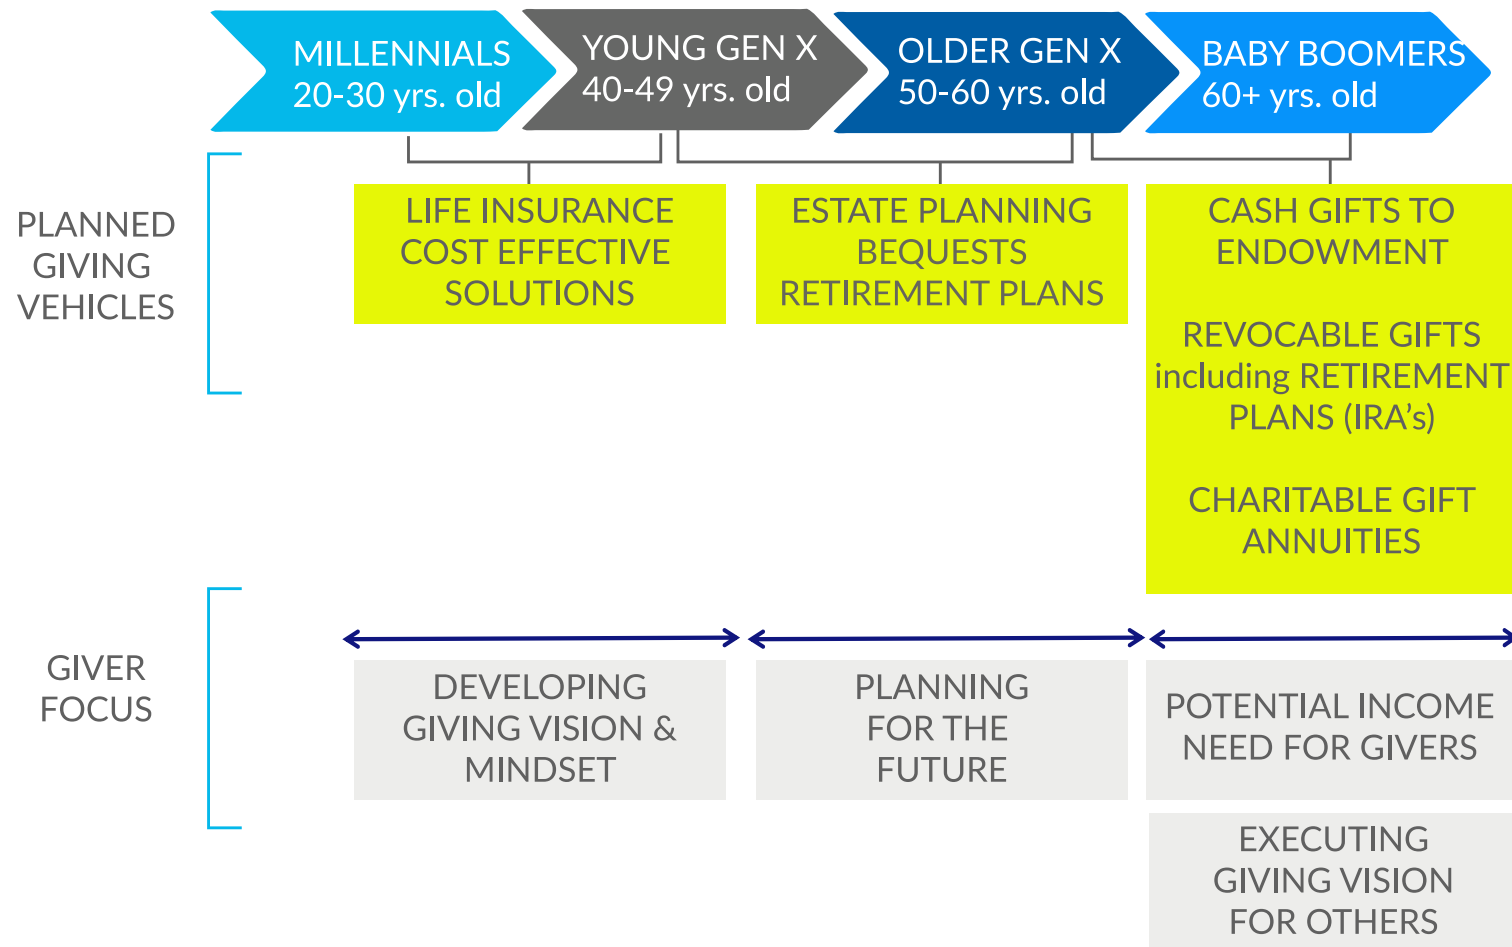 MILLENNIALS
20-30 yrs. old
YOUNG GEN X
40-49 yrs. old
OLDER GEN X
50-60 yrs. old
BABY BOOMERS
60+ yrs. old
PLANNED
GIVING
VEHICLES
LIFE INSURANCE
COST EFFECTIVE
SOLUTIONS
ESTATE PLANNING
BEQUESTS
RETIREMENT PLANS
CASH GIFTS TO
ENDOWMENT
REVOCABLE GIFTS
including RETIREMENT
PLANS (IRA’s)
CHARITABLE GIFT
ANNUITIES
GIVER
FOCUS
DEVELOPING
GIVING VISION &
MINDSET
PLANNING
FOR THE
FUTURE
POTENTIAL INCOME
NEED FOR GIVERS
EXECUTING
GIVING VISION
FOR OTHERS